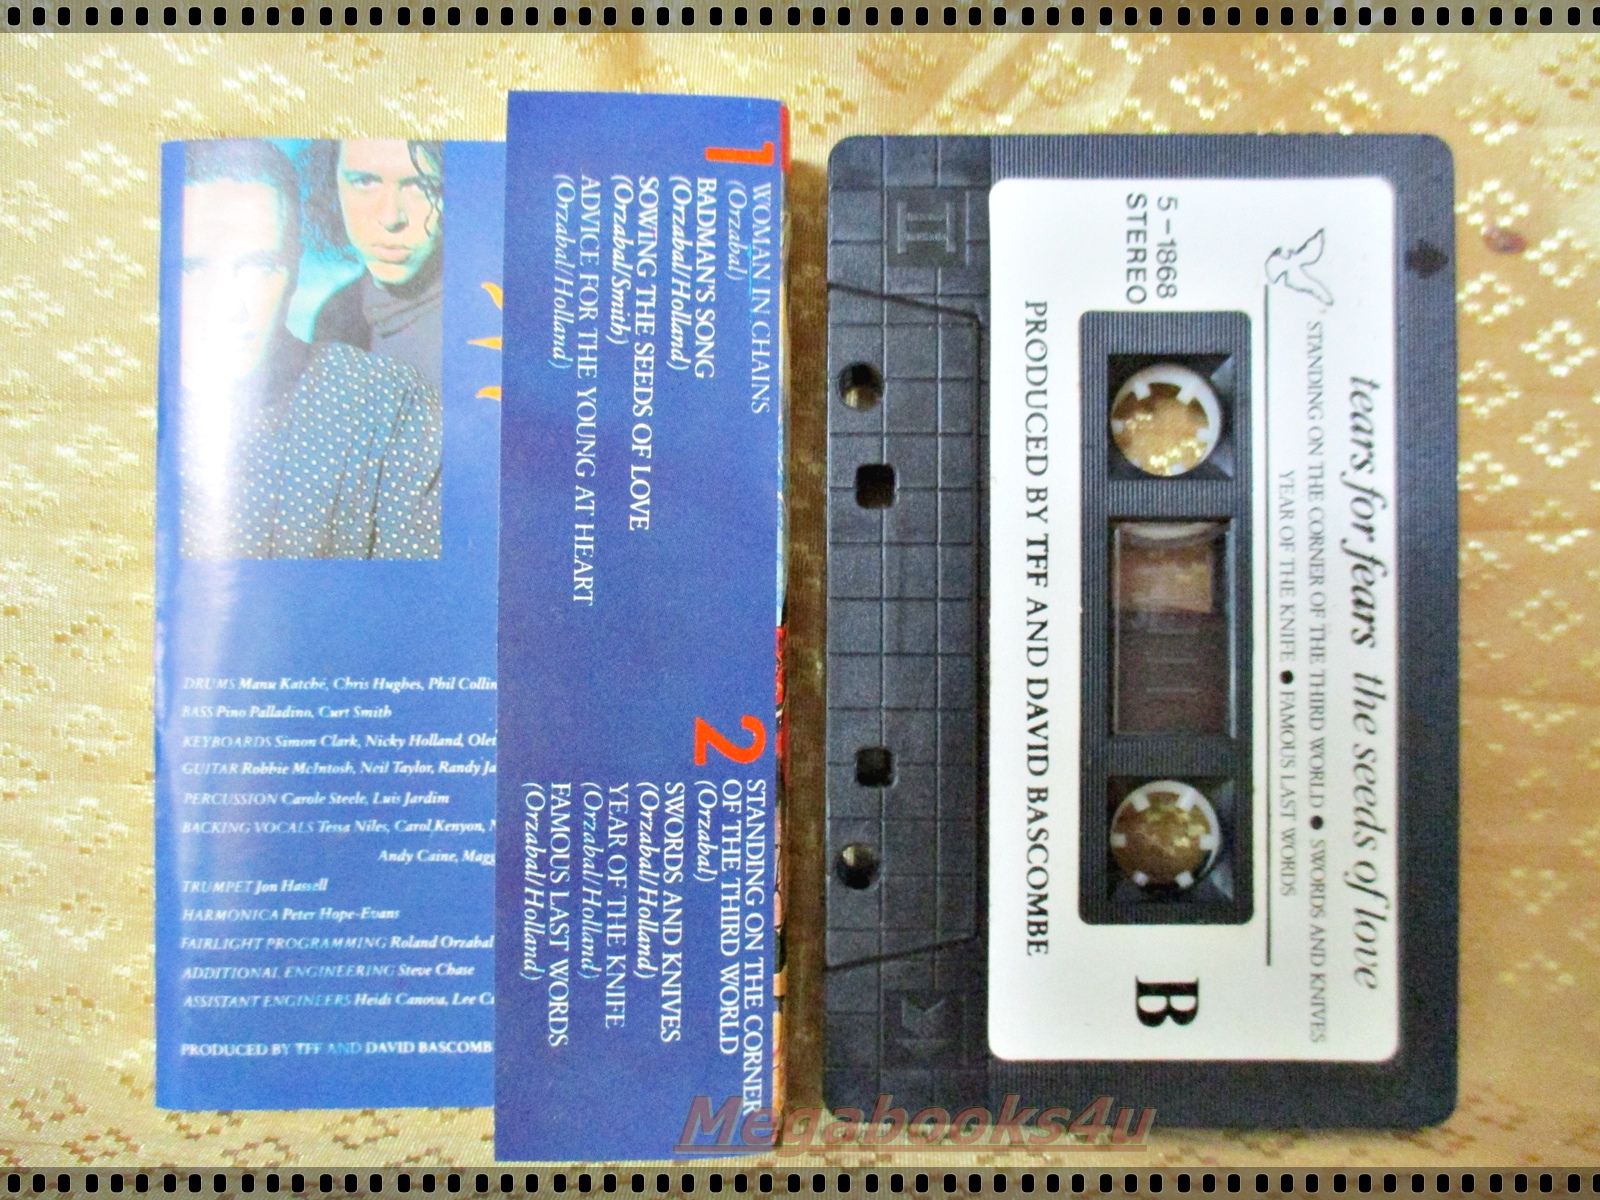 DRUMS Manu Katché, Chris Hughes, Phil Collin
BASS Pino Palladino, Curt Smith
KEYBOARDS Simon Clark, Nicky Holland, Olet
GUITAR Robbie McIntosh, Neil Taylor, Randy Ja
PERCUSSION Carole Steele, Luis Jardim
BACKING VOCALS Tessa Niles, Carol Kenyon, N
Andy Caine, Magg
TRUMPET Jon Hassell
HARMONICA Peter Hope-Evans
FAIRLIGHT PROGRAMMING Roland Orzabal
ADDITIONAL ENGINEERING Steve Chase
ASSISTANT ENGINEERS Heidi Canova, Lee Cu
PRODUCED BY TFF AND DAVID BASCOMB
1
WOMAN IN CHAINS
(Orzabal)
BADMAN'S SONG
(Orzabal/Holland)
SOWING THE SEEDS OF LOVE
(Orzabal/Smith)
ADVICE FOR THE YOUNG AT HEART
(Orzabal/Holland)
2
STANDING ON THE CORNER
OF THE THIRD WORLD
(Orzabal)
SWORDS AND KNIVES
(Orzabal/Holland)
YEAR OF THE KNIFE
(Orzabal/Holland)
FAMOUS LAST WORDS
(Orzabal/Holland)
tears for fears the seeds of love
STANDING ON THE CORNER OF THE THIRD WORLD ● SWORDS AND KNIVES
YEAR OF THE KNIFE ● FAMOUS LAST WORDS
5-1868
STEREO
B
PRODUCED BY TFF AND DAVID BASCOMBE
Megabooks4u